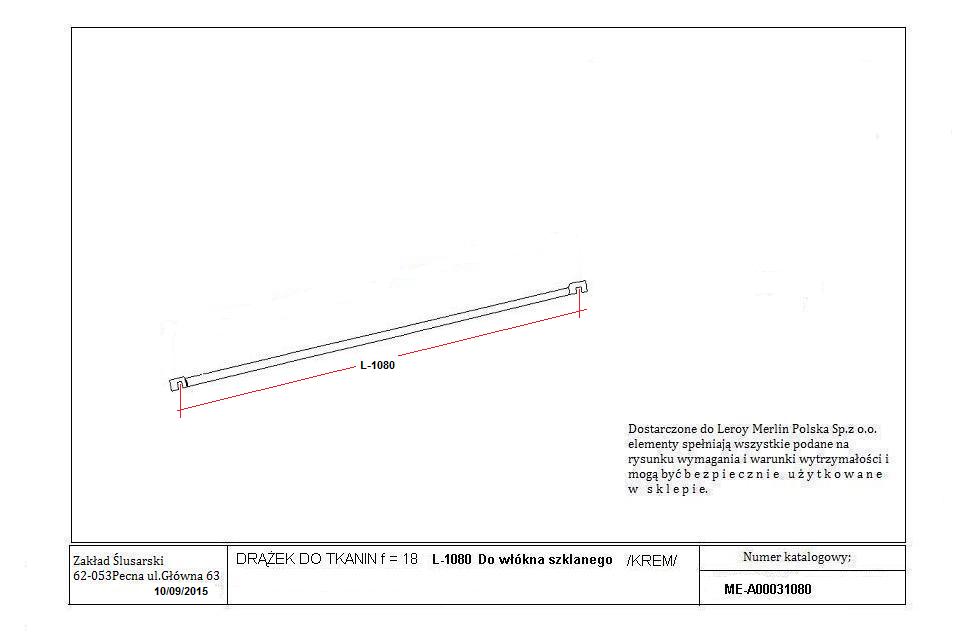 L-1080
Dostarczone do Leroy Merlin Polska Sp.z o.o.
elementy spełniają wszystkie podane na
rysunku wymagania i warunki wytrzymałości i
mogą być b e z p i e c z n i e u ż y t k o w a n e
w s k l e p i e.
Zakład Ślusarski
62-053Pecna ul.Główna 63
10/09/2015
DRĄŻEK DO TKANIN f = 18 L-1080 Do włókna szklanego /KREM/
Numer katalogowy;
ME-A00031080